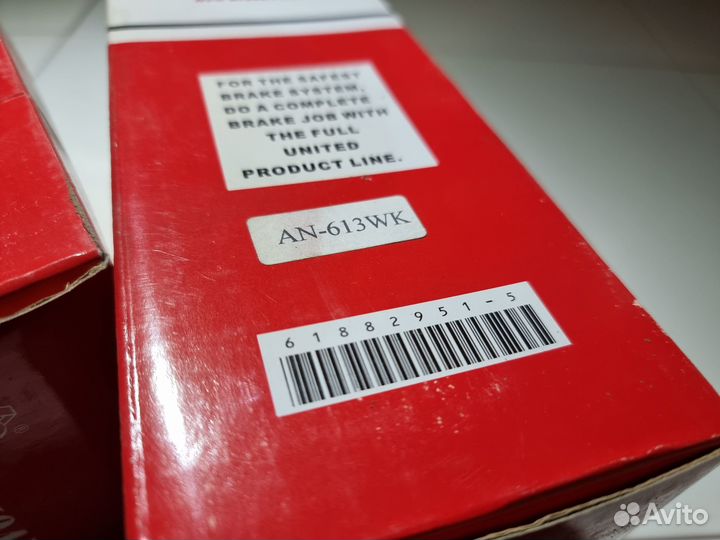 FOR THE SAFEST
BRAKE SYSTEM,
DO A COMPLETE
BRAKE JOB WITH
THE FULL
UNITED
PRODUCT LINE.
AN-613WK
61882951-5
Avito